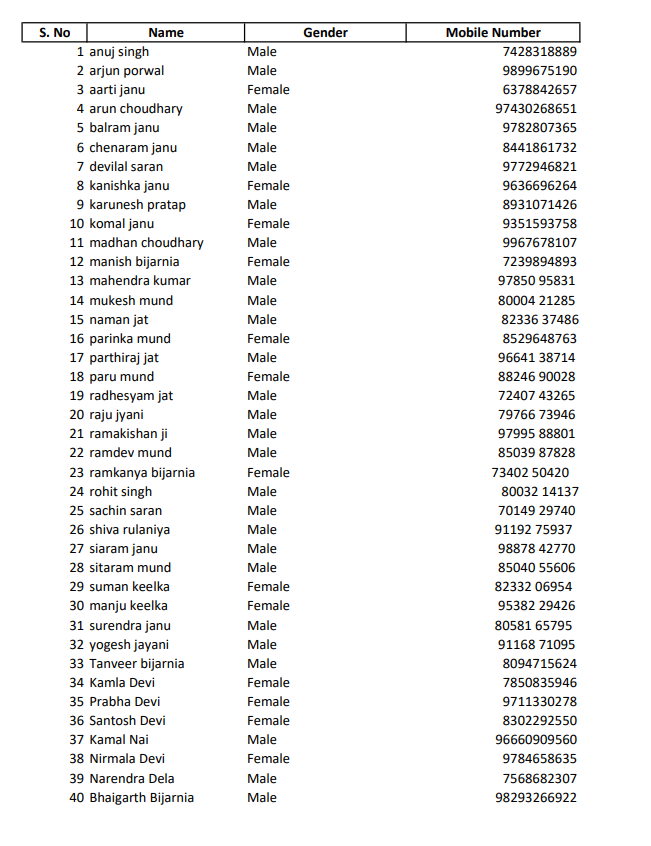 S. No Name Gender Mobile Number
1 anuj singh Male 7428318889
2 arjun porwal Male 9899675190
3 aarti janu Female 6378842657
4 arun choudhary Male 97430268651
5 balram janu Male 9782807365
6 chenaram janu Male 8441861732
7 devilal saran Male 9772946821
8 kanishka janu Female 9636696264
9 karunesh pratap Male 8931071426
10 komal janu Female 9351593758
11 madhan choudhary Male 9967678107
12 manish bijarnia Female 7239894893
13 mahendra kumar Male 97850 95831
14 mukesh mund Male 80004 21285
15 naman jat Male 82336 37486
16 parinka mund Female 8529648763
17 parthiraj jat Male 96641 38714
18 paru mund Female 88246 90028
19 radhesyam jat Male 72407 43265
20 raju jyani Male 79766 73946
21 ramakishan ji Male 97995 88801
22 ramdev mund Male 85039 87828
23 ramkanya bijarnia Female 73402 50420
24 rohit singh Male 80032 14137
25 sachin saran Male 70149 29740
26 shiva rulaniya Male 91192 75937
27 siaram janu Male 98878 42770
28 sitaram mund Male 85040 55606
29 suman keelka Female 82332 06954
30 manju keelka Female 95382 29426
31 surendra janu Male 80581 65795
32 yogesh jayani Male 91168 71095
33 Tanveer bijarnia Male 8094715624
34 Kamla Devi Female 7850835946
35 Prabha Devi Female 9711330278
36 Santosh Devi Female 8302292550
37 Kamal Nai Male 96660909560
38 Nirmala Devi Female 9784658635
39 Narendra Dela Male 7568682307
40 Bhaigarth Bijarnia Male 98293266922